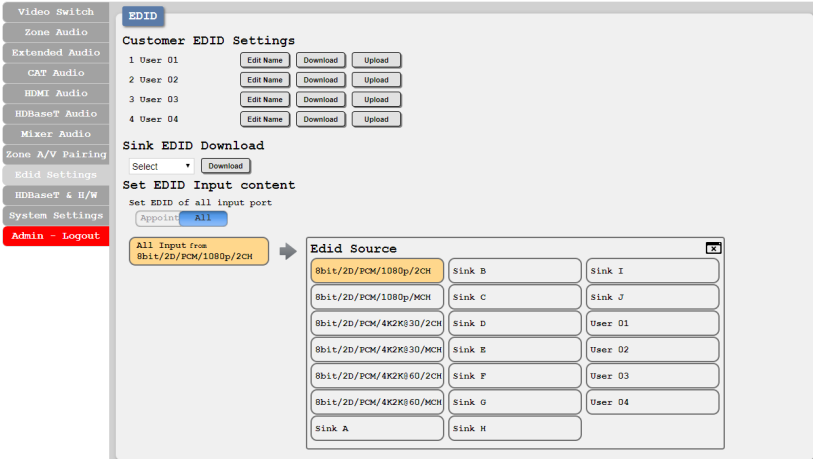 Video Switch
Zone Audio
Extended Audio
CAT Audio
HDMI Audio
HDBaseT Audio
Mixer Audio
Zone A/V Pairing
Edid Settings
HDBaseT & H/W
System Settings
Admin - Logout
EDID
Customer EDID Settings
1 User 01 Edit Name Download Upload
2 User 02 Edit Name Download Upload
3 User 03 Edit Name Download Upload
4 User 04 Edit Name Download Upload
Sink EDID Download
Select Download
Set EDID Input content
Set EDID of all input port
Appoint All
All Input from
8bit/2D/PCM/1080p/2CH
Edid Source
8bit/2D/PCM/1080p/2CH Sink B Sink I
8bit/2D/PCM/1080p/MCH Sink C Sink J
8bit/2D/PCM/4K2K@30/2CH Sink D User 01
8bit/2D/PCM/4K2K@30/MCH Sink E User 02
8bit/2D/PCM/4K2K@60/2CH Sink F User 03
8bit/2D/PCM/4K2K@60/MCH Sink G User 04
Sink A Sink H